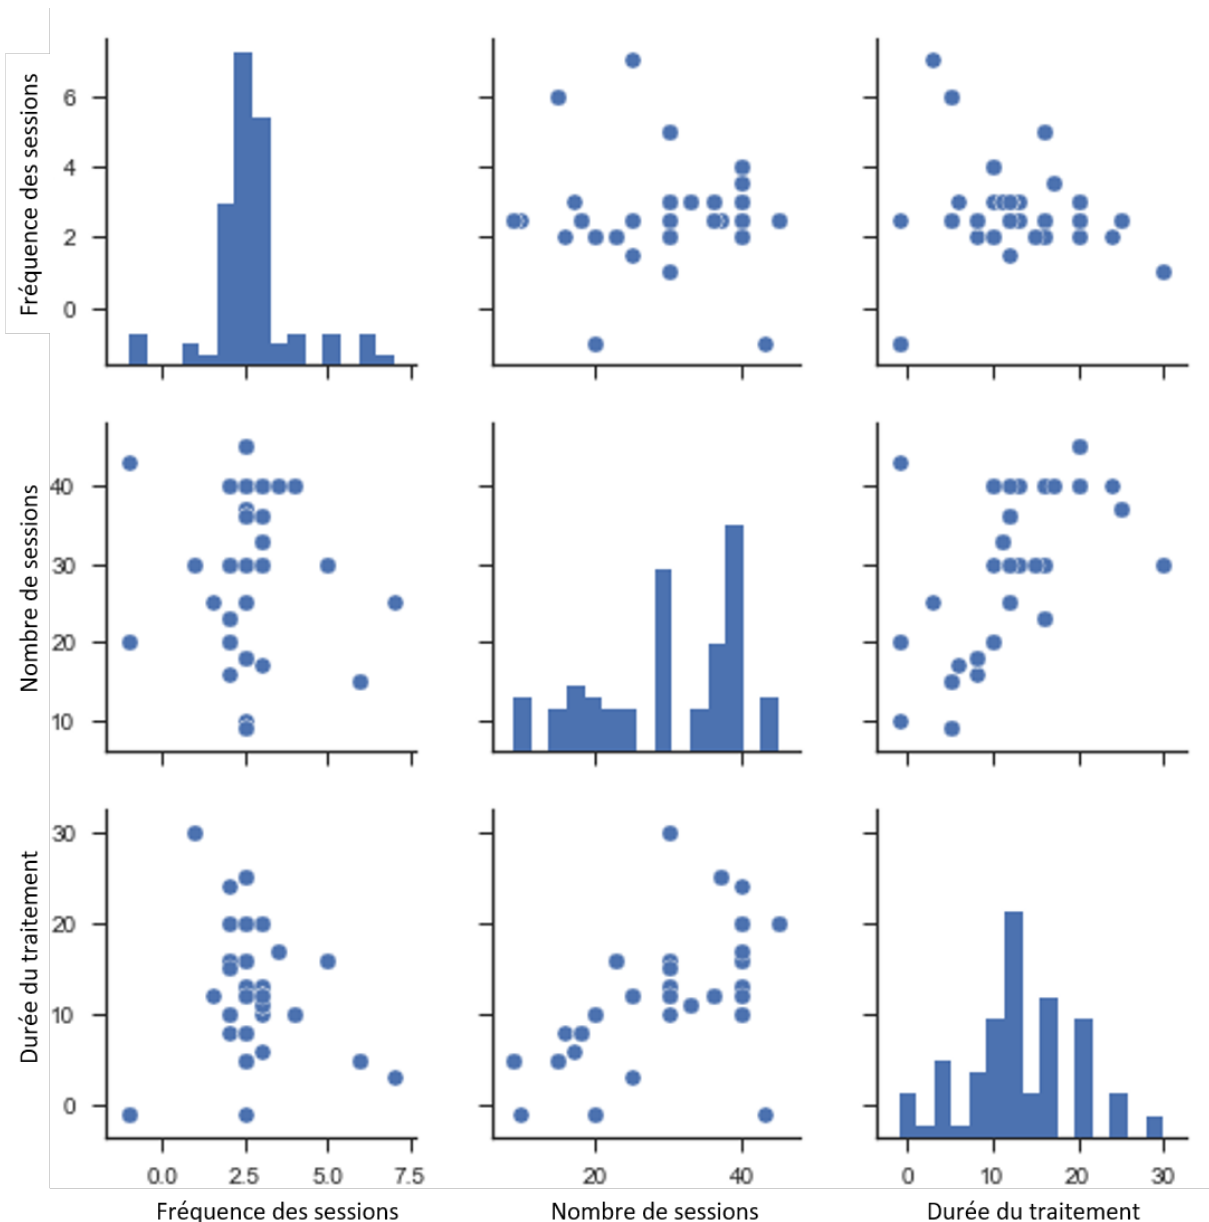 Fréquence des sessions
6
4
2
0
Nombre de sessions
40
30
20
10
Durée du traitement
30
20
10
0
0.0 2.5 5.0 7.5 20 40 0 10 20 30
Fréquence des sessions Nombre de sessions Durée du traitement